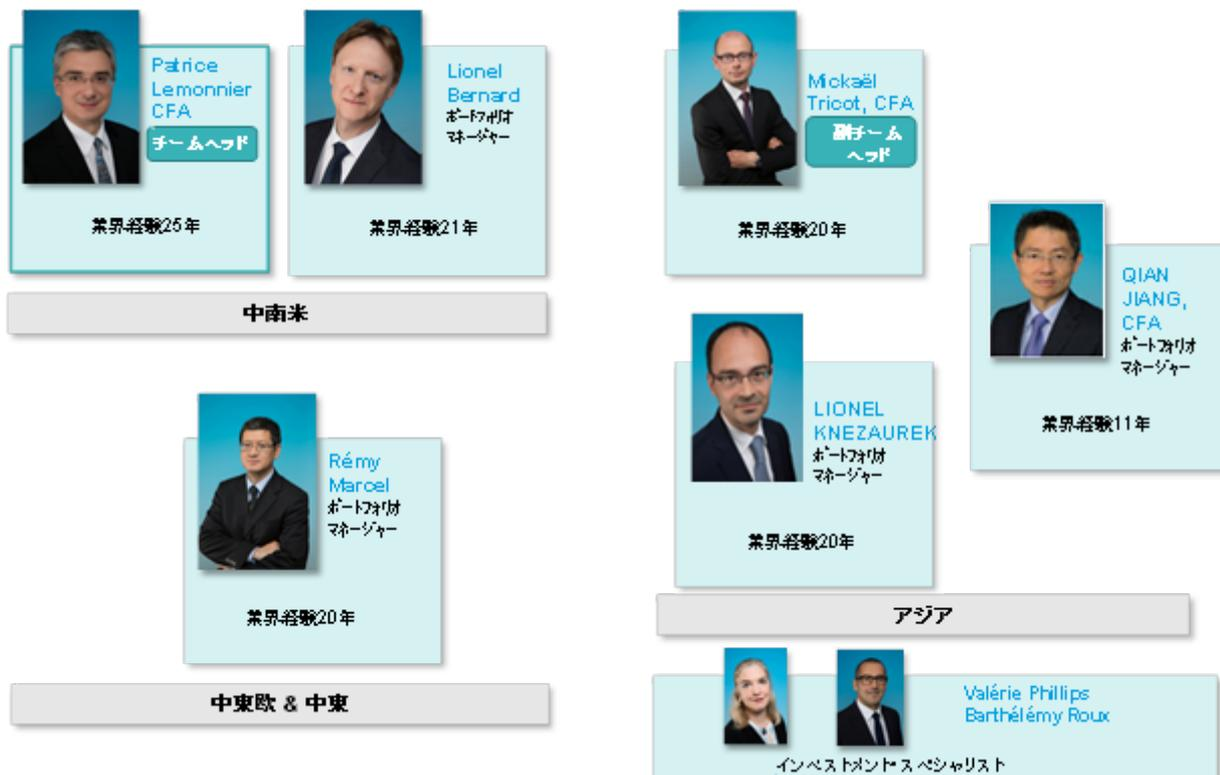 Patrice
Lemonnier
CFA
チームヘッド
業界経験25年
Lionel
Bernard
ポートフォリオ
マネージャー
業界経験21年
中南米
Rémy
Marcel
ポートフォリオ
マネージャー
業界経験20年
中東欧 & 中東
Mickaël
Tricot, CFA
副チーム
ヘッド
業界経験20年
QIAN
JIANG,
CFA
ポートフォリオ
マネージャー
業界経験11年
LIONEL
KNEZAUREK
ポートフォリオ
マネージャー
業界経験20年
アジア
Valérie Phillips
Barthélémy Roux
インベストメント・スペシャリスト